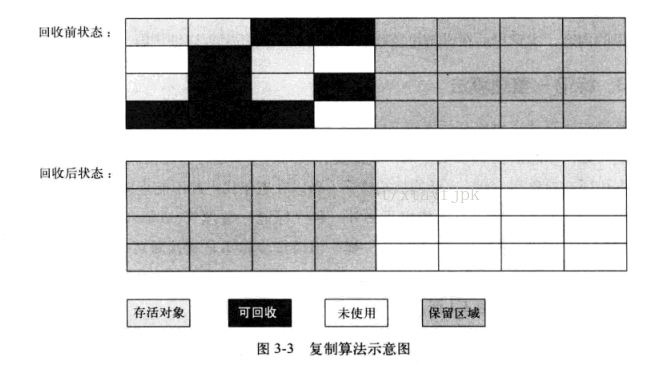 回收前状态：
回收后状态：
存活对象
可回收
未使用
保留区域
图 3-3 复制算法示意图